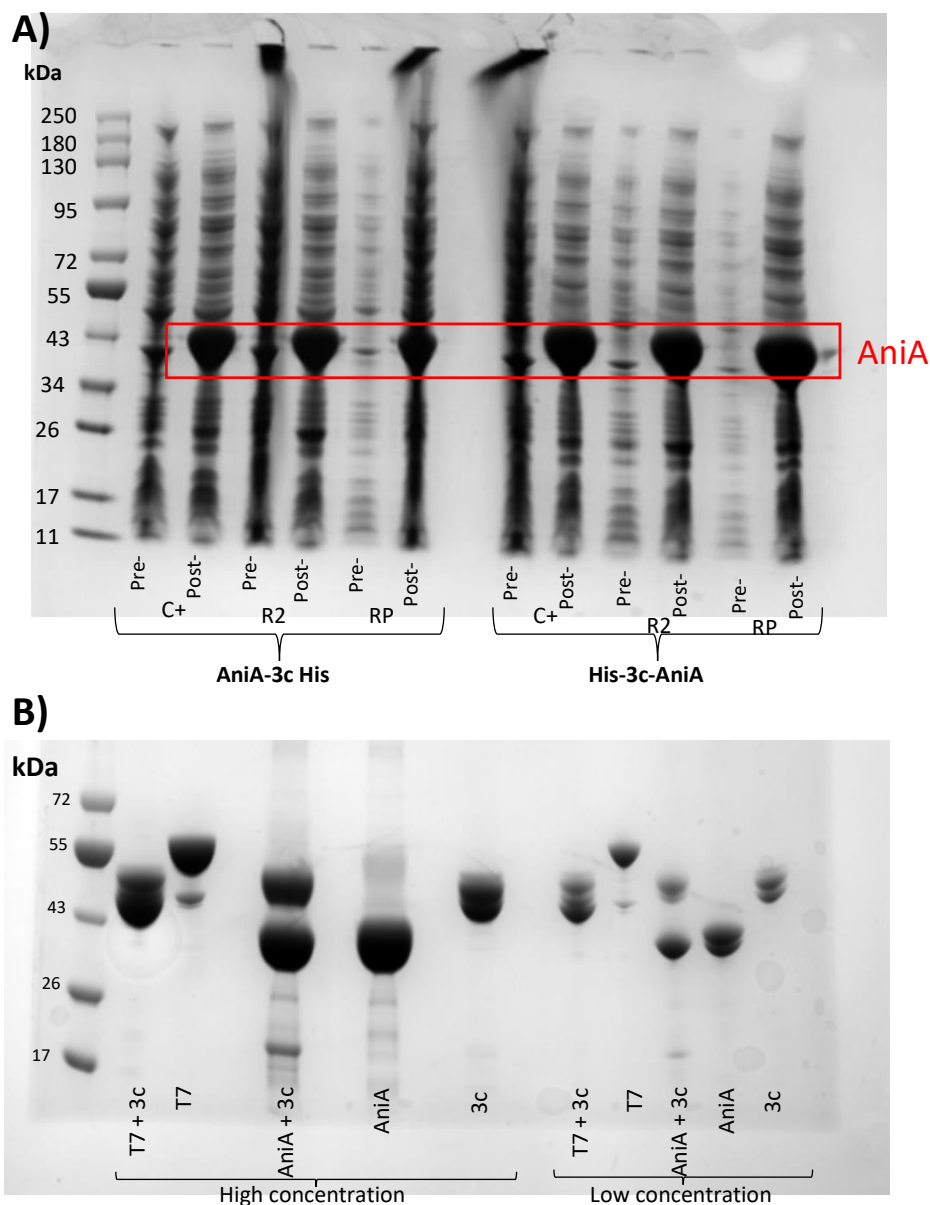 A)
kDa
250
180
130
95
72
55
43
34
26
17
11
AniA
Pre-
Post-
Pre-
Post-
Pre-
Post-
Pre-
Post-
Pre-
Post-
Pre-
Post-
C+
R2
RP
C+
R2
RP
AniA-3c His
His-3c-AniA
B)
kDa
72
55
43
26
17
T7 + 3c
T7
AniA + 3c
AniA
3c
T7 + 3c
T7
AniA + 3c
AniA
3c
High concentration
Low concentration